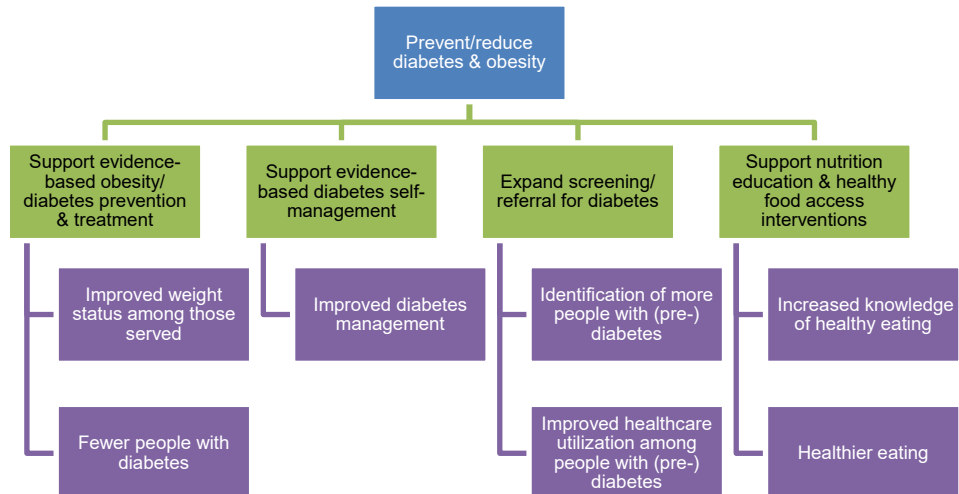 Prevent/reduce
diabetes & obesity
Support evidence-
based obesity/
diabetes prevention
& treatment
Support evidence-
based diabetes self-
management
Expand screening/
referral for diabetes
Support nutrition
education & healthy
food access
interventions
Improved weight
status among those
served
Improved diabetes
management
Identification of more
people with (pre-)
diabetes
Increased knowledge
of healthy eating
Fewer people with
diabetes
Improved healthcare
utilization among
people with (pre-)
diabetes
Healthier eating